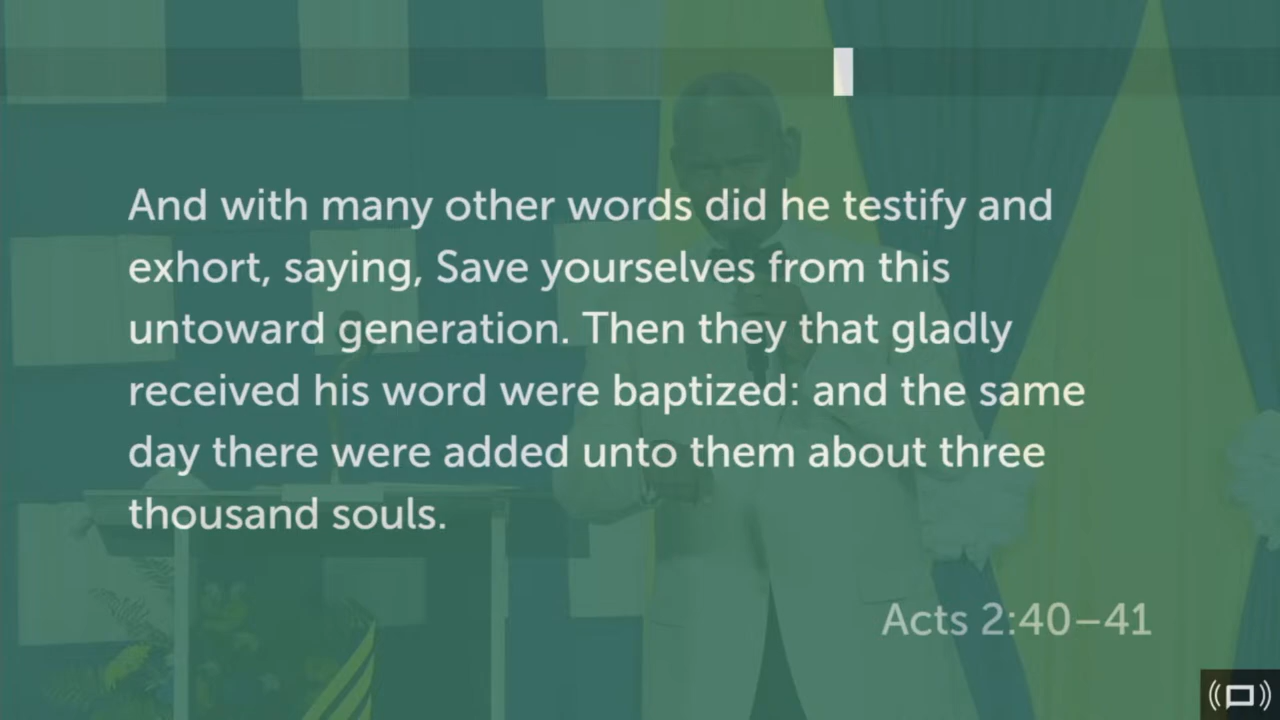 And with many other words did he testify and
exhort, saying, Save yourselves from this
untoward generation. Then they that gladly
received his word were baptized: and the same
day there were added unto them about three
thousand souls.
Acts 2:40–41